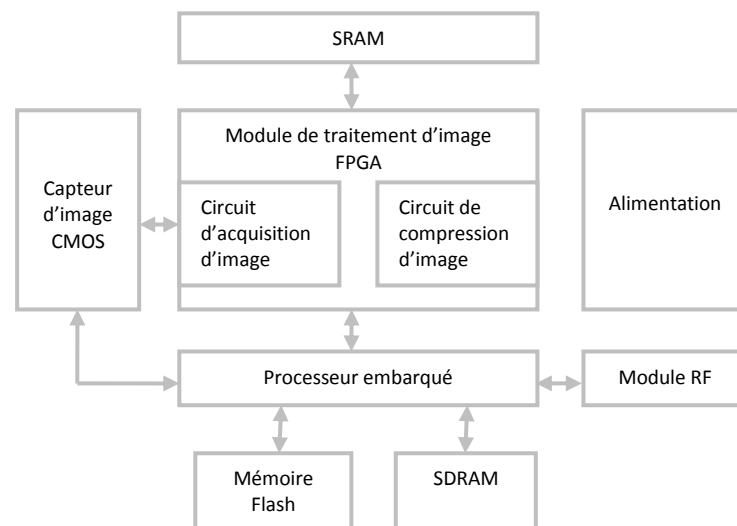 SRAM
Module de traitement d’image
FPGA
Capteur
d’image
CMOS
Circuit
d’acquisition
d’image
Circuit de
compression
d’image
Alimentation
Processeur embarqué
Module RF
Mémoire
Flash
SDRAM